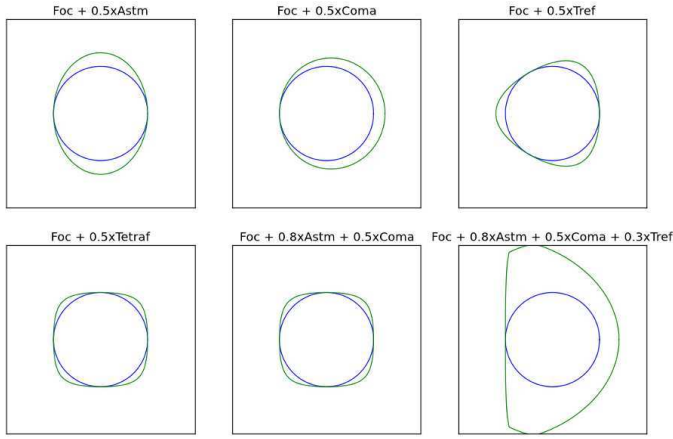 Foc + 0.5xAstm
Foc + 0.5xComa
Foc + 0.5xTref
Foc + 0.5xTetraf
Foc + 0.8xAstm + 0.5xComa
Foc + 0.8xAstm + 0.5xComa + 0.3xTref